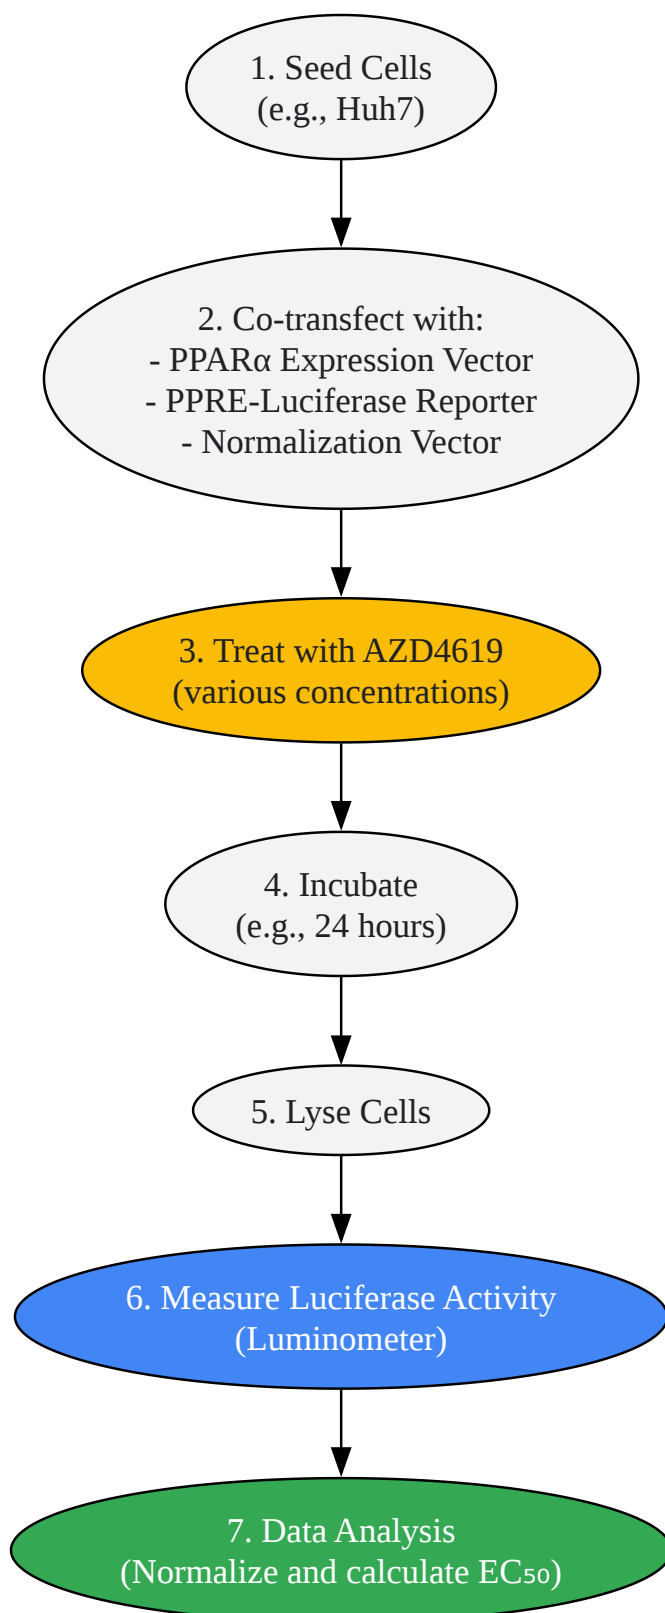 1. Seed Cells
(e.g., Huh7)
2. Co-transfect with:
- PPARα Expression Vector
- PPRE-Luciferase Reporter
- Normalization Vector
3. Treat with AZD4619
(various concentrations)
4. Incubate
(e.g., 24 hours)
5. Lyse Cells
6. Measure Luciferase Activity
(Luminometer)
7. Data Analysis
(Normalize and calculate EC₅₀)